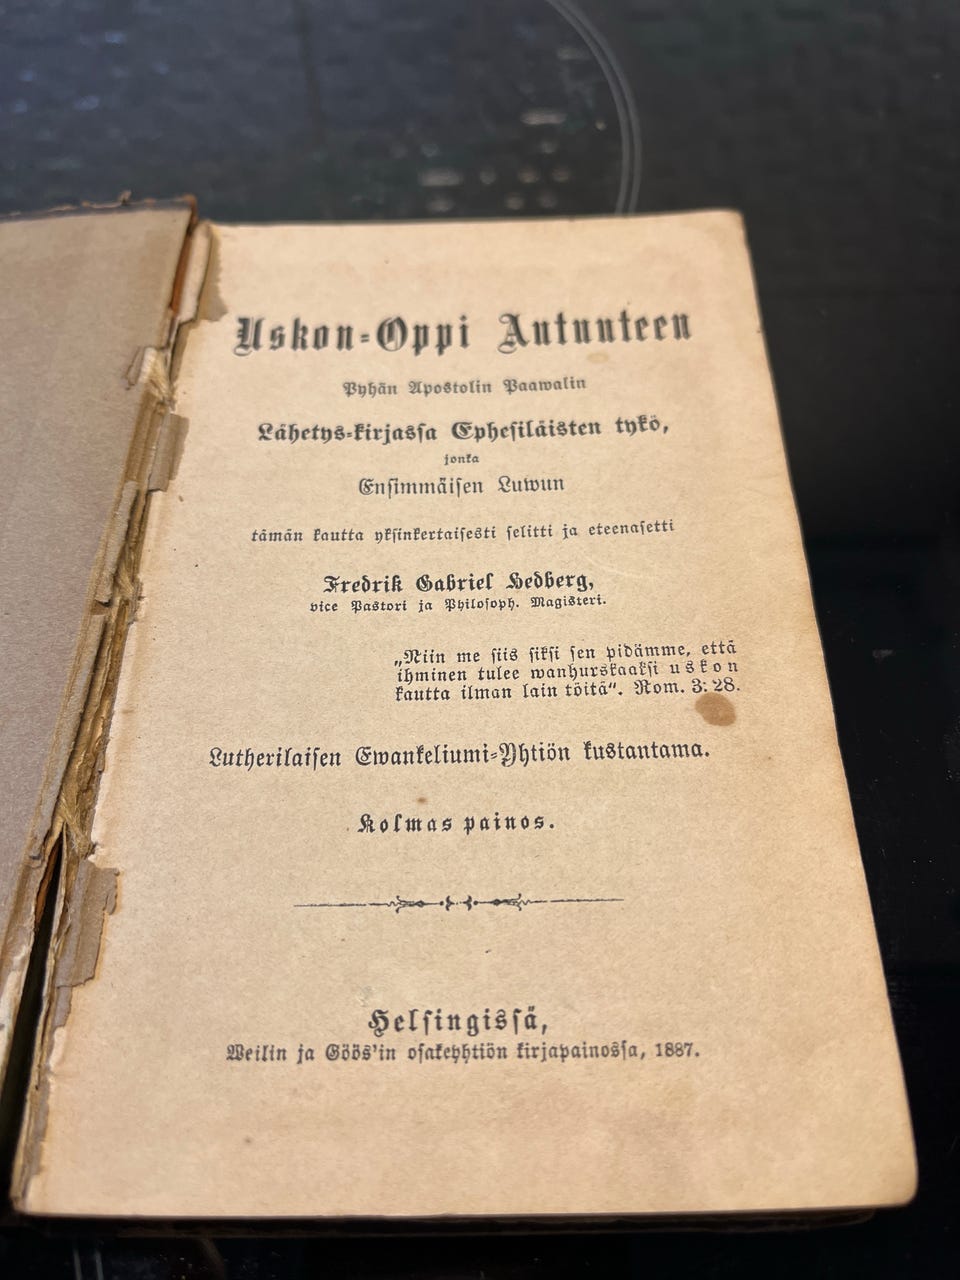 Uskon-Oppi Autuuteen
Pyhän Apostolin Paawalin
Lähetys-kirjassa Ephesiläisten tykö,
jonka
Ensimmäisen Luwun
tämän kautta yksinkertaisesti selitti ja eteenasetti
Fredrik Gabriel Hedberg,
vice Pastori ja Philosoph. Magisteri.
„Niin me siis siksi sen pidämme, että
ihminen tulee wanhurskaaksi uskon
kautta ilman lain töitä“. Rom. 3: 28.
Lutherilaisen Ewankeliumi-Yhtiön kustantama.
Kolmas painos.
Helsingissä,
Weilin ja Göös'in osakeyhtiön kirjapainossa, 1887.